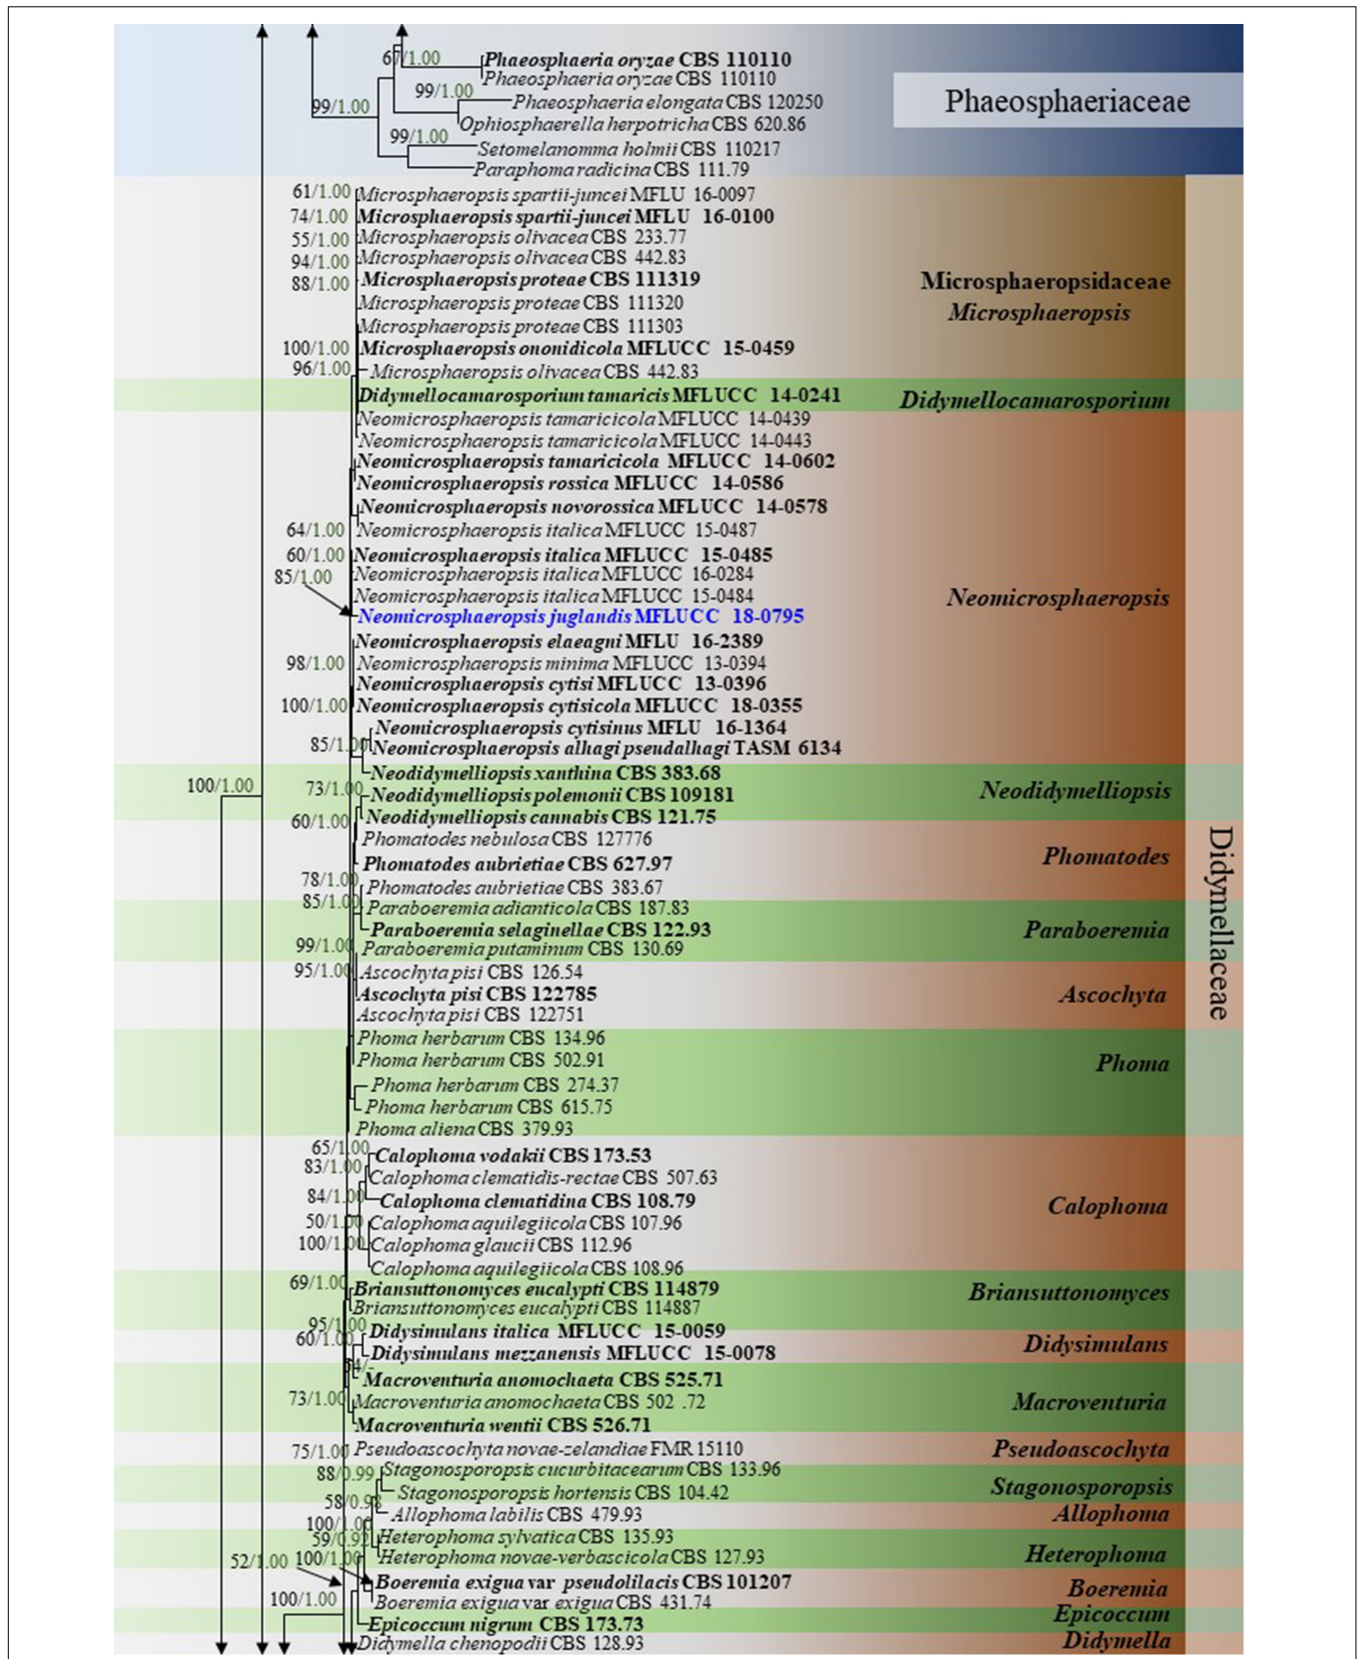 67/1.00
Phaeosphaeria oryzae CBS 110110
Phaeosphaeria oryzae CBS 110110
99/1.00
Phaeosphaeria elongata CBS 120250
Phaeosphaeriaceae
99/1.00
Ophiosphaerella herpotricha CBS 620.86
99/1.00
Setomelanomma holmii CBS 110217
Paraphoma radicina CBS 111.79
61/1.00 Microsphaeropsis spartii-juncei MFLU 16-0097
74/1.00 Microsphaeropsis spartii-juncei MFLU 16-0100
55/1.00 Microsphaeropsis olivacea CBS 233.77
94/1.00 Microsphaeropsis olivacea CBS 442.83
88/1.00 Microsphaeropsis proteae CBS 111319
Microsphaeropsidaceae
Microsphaeropsis proteae CBS 111320
Microsphaeropsis
Microsphaeropsis proteae CBS 111303
100/1.00 Microsphaeropsis ononidicola MFLUCC 15-0459
96/1.00 Microsphaeropsis olivacea CBS 442.83
Didymellocamarosporium tamaricis MFLUCC 14-0241
Didymellocamarosporium
Neomicrosphaeropsis tamaricicola MFLUCC 14-0439
Neomicrosphaeropsis tamaricicola MFLUCC 14-0443
Neomicrosphaeropsis tamaricicola MFLUCC 14-0602
Neomicrosphaeropsis rossica MFLUCC 14-0586
Neomicrosphaeropsis novorossica MFLUCC 14-0578
64/1.00 Neomicrosphaeropsis italica MFLUCC 15-0487
60/1.00 Neomicrosphaeropsis italica MFLUCC 15-0485
85/1.00 Neomicrosphaeropsis italica MFLUCC 16-0284
Neomicrosphaeropsis italica MFLUCC 15-0484
Neomicrosphaeropsis
Neomicrosphaeropsis juglandis MFLUCC 18-0795
Neomicrosphaeropsis elaeagni MFLU 16-2389
98/1.00 Neomicrosphaeropsis minima MFLUCC 13-0394
Neomicrosphaeropsis cytisi MFLUCC 13-0396
100/1.00 Neomicrosphaeropsis cytisicola MFLUCC 18-0355
Neomicrosphaeropsis cytisinus MFLU 16-1364
85/1.00 Neomicrosphaeropsis alhagi pseudalhagi TASM 6134
Neodidymelliopsis xanthina CBS 383.68
100/1.00
73/1.00 Neodidymelliopsis polemonii CBS 109181
Neodidymelliopsis
60/1.00 Neodidymelliopsis cannabis CBS 121.75
Phomatodes nebulosa CBS 127776
Phomatodes aubrietiae CBS 627.97
Phomatodes
78/1.00 Phomatodes aubrietiae CBS 383.67
85/1.00 Paraboeremia adianticola CBS 187.83
Paraboeremia selaginellae CBS 122.93
Paraboeremia
99/1.00 Paraboeremia putaminum CBS 130.69
Didymellaceae
95/1.00 Ascochyta pisi CBS 126.54
Ascochyta pisi CBS 122785
Ascochyta
Ascochyta pisi CBS 122751
Phoma herbarum CBS 134.96
Phoma herbarum CBS 502.91
Phoma
Phoma herbarum CBS 274.37
Phoma herbarum CBS 615.75
Phoma aliena CBS 379.93
65/1.00
Calophoma vodakii CBS 173.53
83/1.00
Calophoma clematidis-rectae CBS 507.63
84/1.00 Calophoma clematidina CBS 108.79
Calophoma
50/1.00 Calophoma aquilegiicola CBS 107.96
100/1.00 Calophoma glaucii CBS 112.96
Calophoma aquilegiicola CBS 108.96
69/1.00 Briansuttonomyces eucalypti CBS 114879
Briansuttonomyces
Briansuttonomyces eucalypti CBS 114887
95/1.00
Didysimulans italica MFLUCC 15-0059
60/1.00
Didysimulans
Didysimulans mezzanensis MFLUCC 15-0078
Macroventuria anomochaeta CBS 525.71
73/1.00 Macroventuria anomochaeta CBS 502 .72
Macroventuria
Macroventuria wentii CBS 526.71
75/1.00 Pseudoascochyta novae-zelandiae FMR 15110
Pseudoascochyta
88/0.99 Stagonosporopsis cucurbitacearum CBS 133.96
Stagonosporopsis hortensis CBS 104.42
Stagonosporopsis
58/0.98
Allophoma labilis CBS 479.93
Allophoma
100/1.00
59/0.92 Heterophoma sylvatica CBS 135.93
52/1.00 100/1.00 Heterophoma novae-verbascicola CBS 127.93
Heterophoma
Boeremia exigua var pseudolilacis CBS 101207
Boeremia
100/1.00 Boeremia exigua var exigua CBS 431.74
Epicoccum nigrum CBS 173.73
Epicoccum
Didymella chenopodii CBS 128.93
Didymella